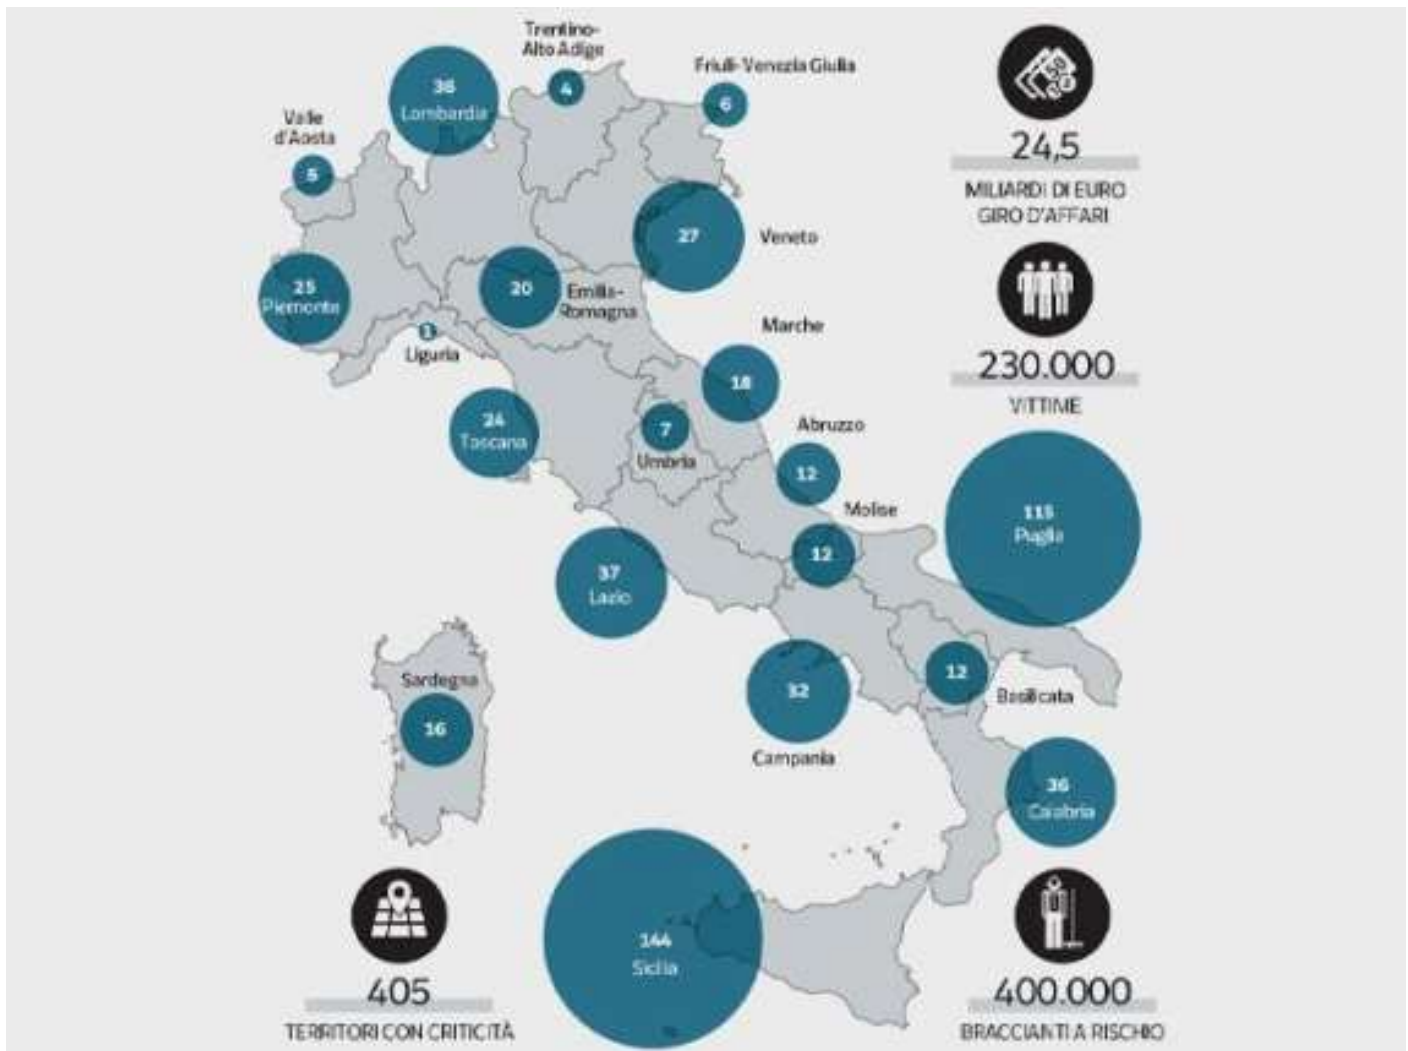 Trentino-
Alto Adige
4
Friuli-Venezia Giulia
6
38
Lombardia
Valle
d'Aosta
5
27
Veneto
25
Piemonte
20
Emilia-
Romagna
1
Liguria
Marche
18
24
Toscana
7
Umbria
Abruzzo
12
Molise
12
37
Lazio
115
Puglia
Sardegna
16
32
Campania
12
Basilicata
36
Calabria
144
Sicilia
24,5
MILIARDI DI EURO
GIRO D'AFFARI
230.000
VITTIME
405
TERRITORI CON CRITICITÀ
400.000
BRACCIANTI A RISCHIO